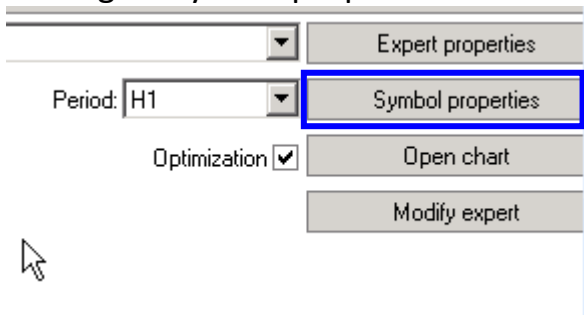 Expert properties
Period: H1 Symbol properties
Optimization Open chart
Modify expert